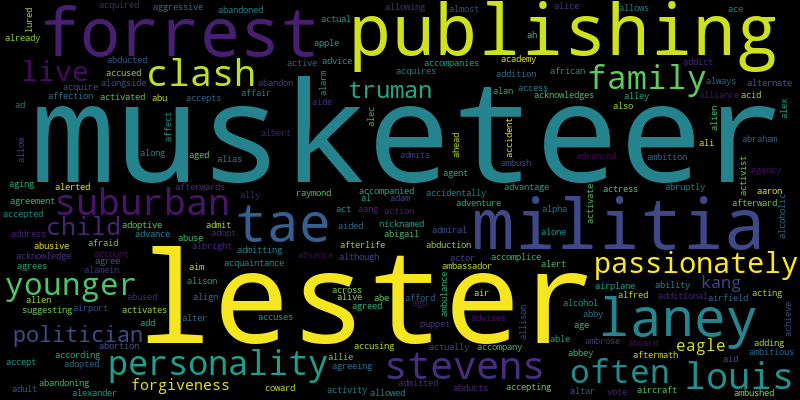 acquired aggressive abandoned allowing almost alice allows ace
forrest publishing
already lured actual ah
apple active advice accompanies academy addict always
live accused abducted clash acquires addition african family alternate
acquire alongside activated abu accepts abandon alarm truman alan access acknowledges alley alliance acid
ad affection affair aide alec also alien alex
musketeer
allow along affect alias aged albert admits ahead agent ambush accident advanced ambition ali abraham
aging alerted afterwards ally raymond accompanied accidentally advantage actress abruptly activist agency aaron
agreement suburban al adam adventure activate afterward alcoholic
accepted adoptive adopt act aang action nicknamed admiral alpha
address child admit tae aided abigail militia alone
abusive afraid advance abuse albright admitting afterlife abduction accomplice
acknowledge account agree acquaintance absence although actor ambassador alert passionately
agrees alamein aim lester across alive abe ambulance air airplane ability kang
younger abused alison ago afford alcohol alfred additional airfield acting
allen suggesting airport activates align agreed puppet advises allison abby laney achieve
politician add alter accuses accusing actually accompany age able ambrose aboard eagle adding
abortion according allie abbey aftermath aid ambitious
accept adopted personality agreeing stevens often louis
adult abandoning forgiveness coward activity admitted abducts accepting altar vote aircraft ambushed
alexander allowed